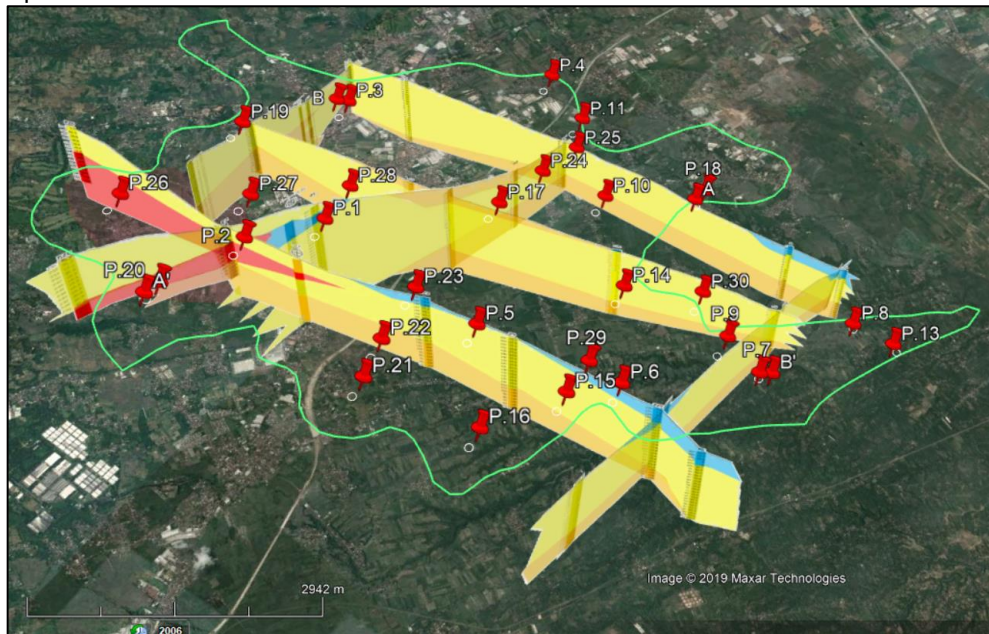 P.4
B
P.3
P.19
P.11
P.25
P.24
P.28
P.18
A
P.26
P.27
P.17
P.10
P.1
P.2
P.20
A'
P.23
P.14
P.30
P.5
P.22
P.9
P.8
P.13
P.29
P.7
B'
P.21
P.15
P.6
P.16
Image © 2019 Maxar Technologies
2942 m
2006